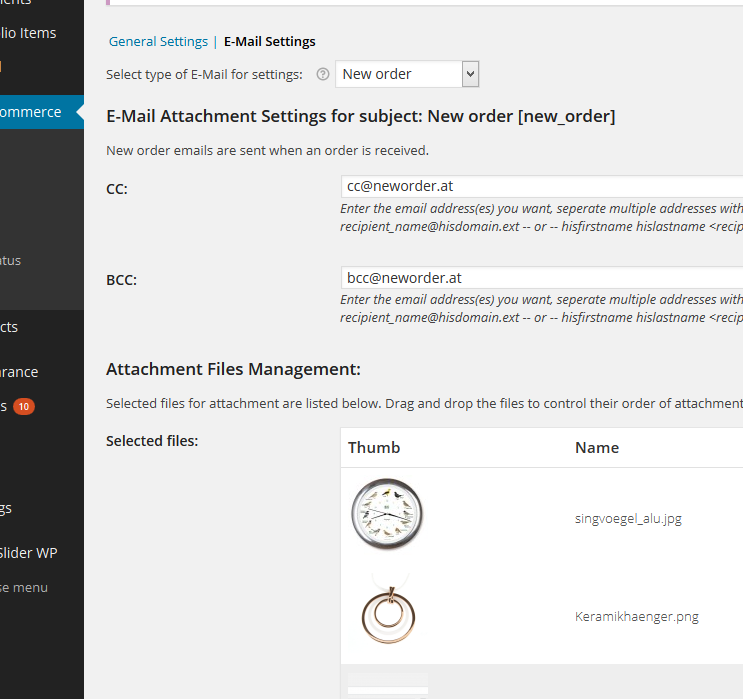 lio Items
ommerce
atus
cts
arance
s 10
gs
Slider WP
se menu
General Settings | E-Mail Settings
Select type of E-Mail for settings: ? New order
E-Mail Attachment Settings for subject: New order [new_order]
New order emails are sent when an order is received.
CC: cc@neworder.at
Enter the email address(es) you want, seperate multiple addresses with
recipient_name@hisdomain.ext -- or -- hisfirstname hislastname <recip
BCC: bcc@neworder.at
Enter the email address(es) you want, seperate multiple addresses with
recipient_name@hisdomain.ext -- or -- hisfirstname hislastname <recip
Attachment Files Management:
Selected files for attachment are listed below. Drag and drop the files to control their order of attachment
Selected files:
Thumb Name
singvoegel_alu.jpg
Keramikhaenger.png